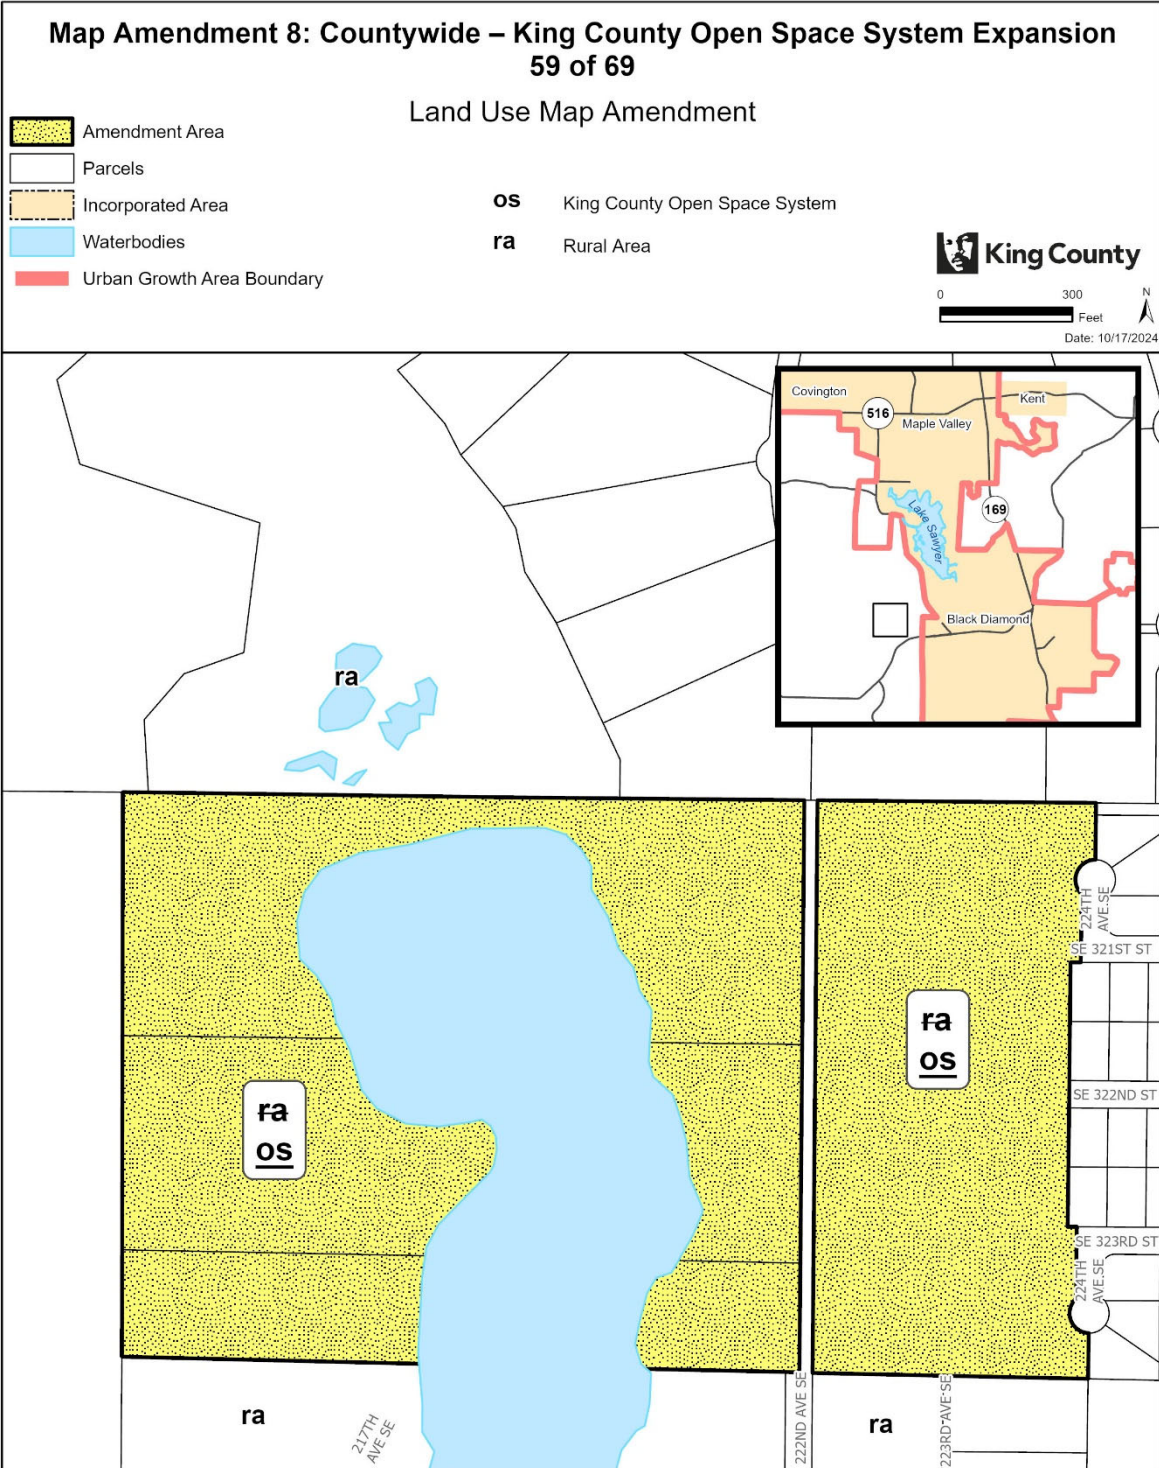 Map Amendment 8: Countywide – King County Open Space System Expansion
59 of 69
Land Use Map Amendment
Amendment Area
Parcels
Incorporated Area
Waterbodies
Urban Growth Area Boundary
os King County Open Space System
ra Rural Area
King County
0 300
Feet
N
Date: 10/17/2024
Covington
516
Maple Valley
Kent
169
Lake Sawyer
Black Diamond
ra
224TH
AVE SE
SE 321ST ST
ra
os
SE 322ND ST
ra
os
SE 323RD ST
224TH
AVE SE
ra
217TH
AVE SE
222ND AVE SE
ra
223RD AVE SE